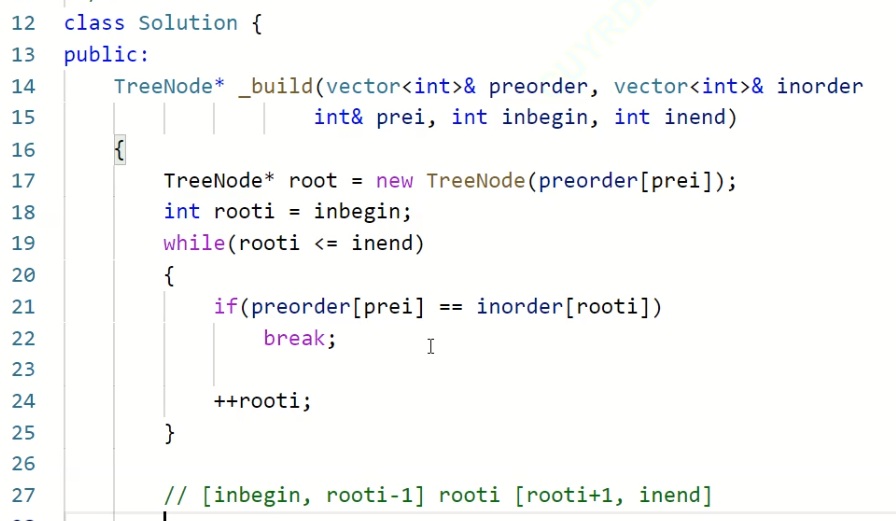 12 class Solution {
13 public:
14     TreeNode* _build(vector<int>& preorder, vector<int>& inorder
15                     int& prei, int inbegin, int inend)
16     {
17         TreeNode* root = new TreeNode(preorder[prei]);
18         int rooti = inbegin;
19         while(rooti <= inend)
20         {
21             if(preorder[prei] == inorder[rooti])
22                 break;
23
24             ++rooti;
25         }
26
27         // [inbegin, rooti-1] rooti [rooti+1, inend]